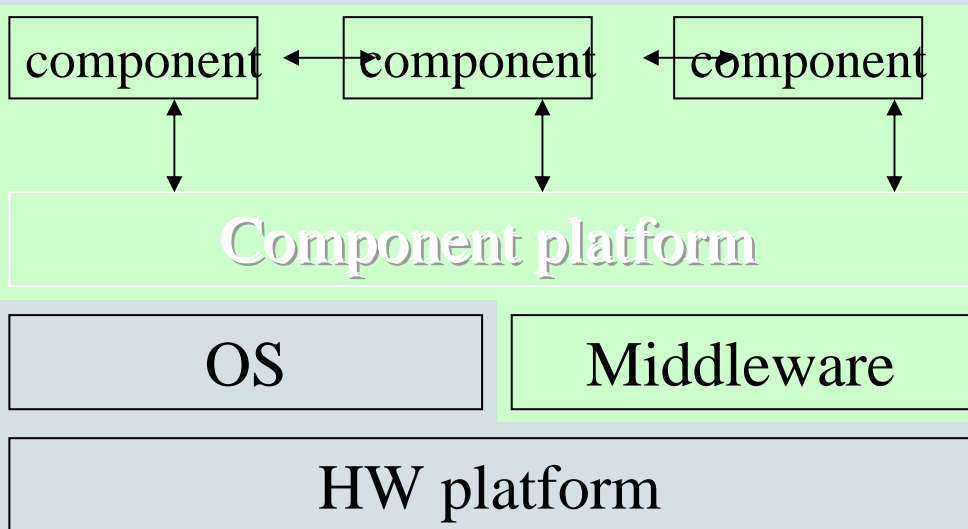 component component component
Component platform
OS Middleware
HW platform